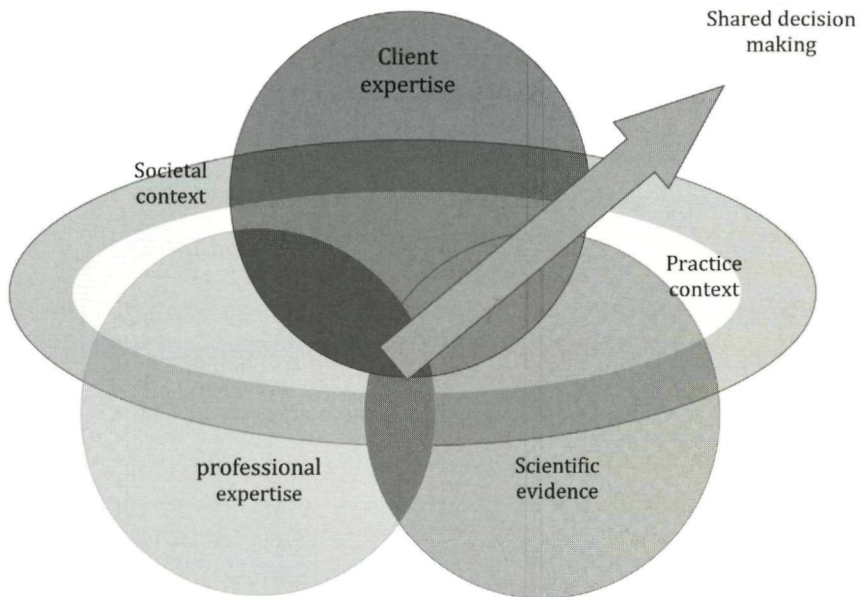 Shared decision
making
Client
expertise
Societal
context
Practice
context
professional
expertise
Scientific
evidence